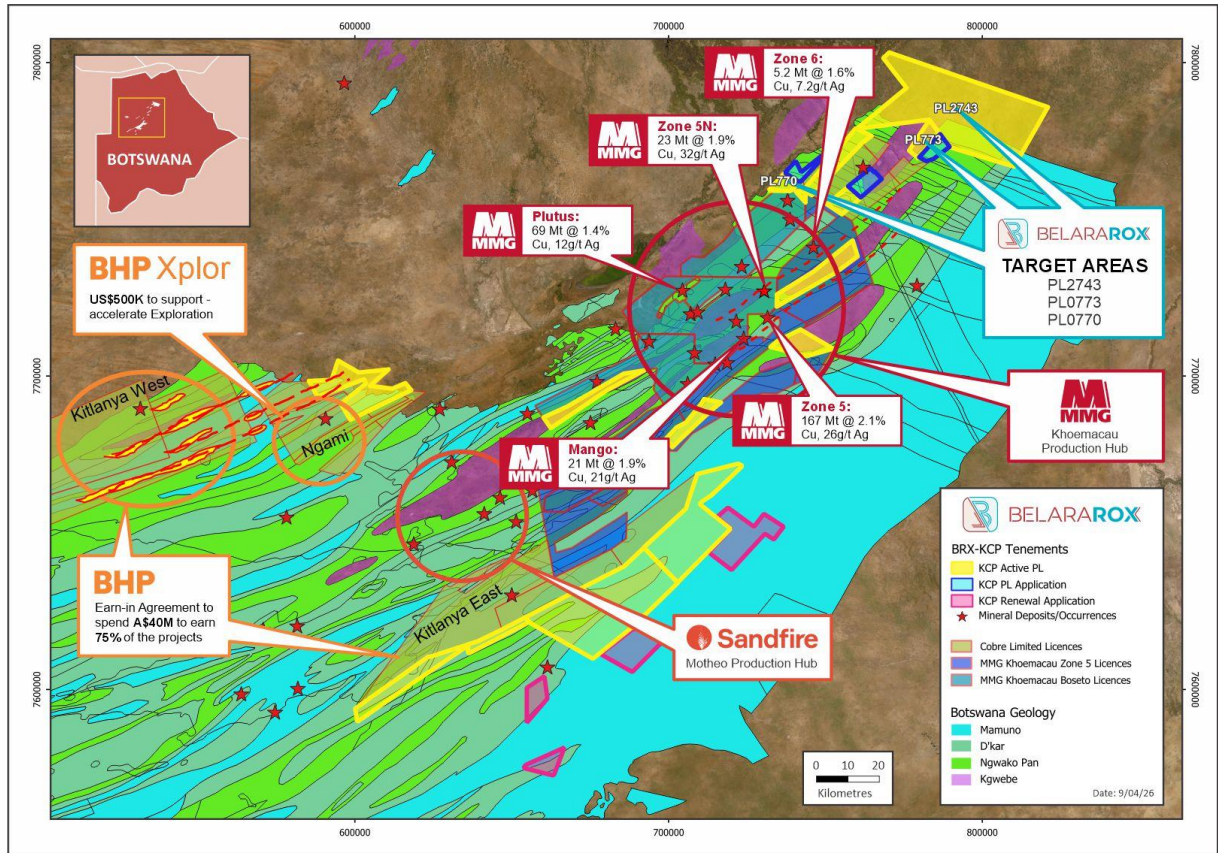 600000
700000
800000
7800000
7700000
7600000
7800000
7700000
7600000
600000
700000
800000
BOTSWANA
BHP Xplor
US$500K to support -
accelerate Exploration
Kitlanya West
Ngami
BHP
Earn-in Agreement to
spend A$40M to earn
75% of the projects
Kitlanya East
MMG
Zone 6:
5.2 Mt @ 1.6%
Cu, 7.2g/t Ag
MMG
Zone 5N:
23 Mt @ 1.9%
Cu, 32g/t Ag
MMG
Plutus:
69 Mt @ 1.4%
Cu, 12g/t Ag
MMG
Zone 5:
167 Mt @ 2.1%
Cu, 26g/t Ag
MMG
Mango:
21 Mt @ 1.9%
Cu, 21g/t Ag
PL2743
PL773
PL770
BELARAROX
TARGET AREAS
PL2743
PL0773
PL0770
MMG
Khoemacau
Production Hub
Sandfire
Motheo Production Hub
BELARAROX
BRX-KCP Tenements
KCP Active PL
KCP PL Application
KCP Renewal Application
Mineral Deposits/Occurrences
Cobre Limited Licences
MMG Khoemacau Zone 5 Licences
MMG Khoemacau Boseto Licences
Botswana Geology
Mamuno
D'kar
Ngwako Pan
Kgwebe
Date: 9/04/26
0 10 20
Kilometres